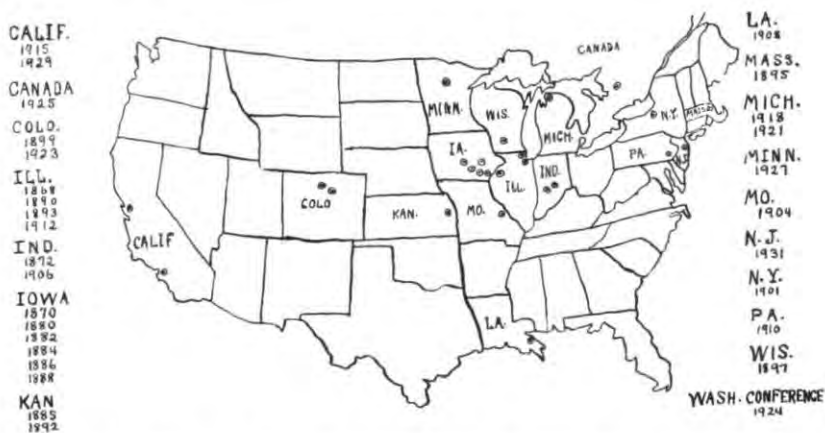 CALIF.
1915
1929
CANADA
1925
COLO.
1899
1923
ILL.
1868
1890
1893
1912
IND.
1872
1906
IOWA
1870
1880
1882
1884
1886
1888
KAN
1885
1892
CANADA
MINN.
WIS.
MICH.
N.Y.
MASS.
IA.
PA.
N.J.
ILL.
IND.
COLO
KAN.
MO.
CALIF
LA.
LA.
1908
MASS.
1895
MICH.
1918
1921
MINN.
1927
MO.
1904
N.J.
1931
N.Y.
1901
PA.
1910
WIS.
1897
WASH. CONFERENCE
1924